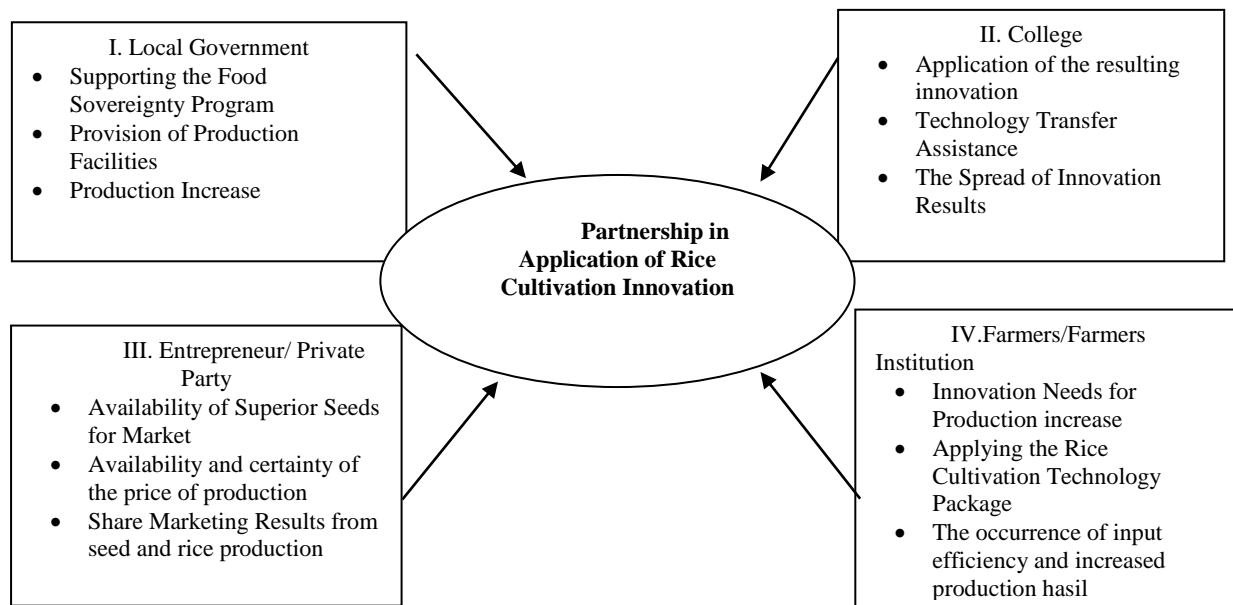 I. Local Government
• Supporting the Food
Sovereignty Program
• Provision of Production
Facilities
• Production Increase
II. College
• Application of the resulting
innovation
• Technology Transfer
Assistance
• The Spread of Innovation
Results
Partnership in
Application of Rice
Cultivation Innovation
III. Entrepreneur/ Private
Party
• Availability of Superior Seeds
for Market
• Availability and certainty of
the price of production
• Share Marketing Results from
seed and rice production
IV.Farmers/Farmers
Institution
• Innovation Needs for
Production increase
• Applying the Rice
Cultivation Technology
Package
• The occurrence of input
efficiency and increased
production hasil